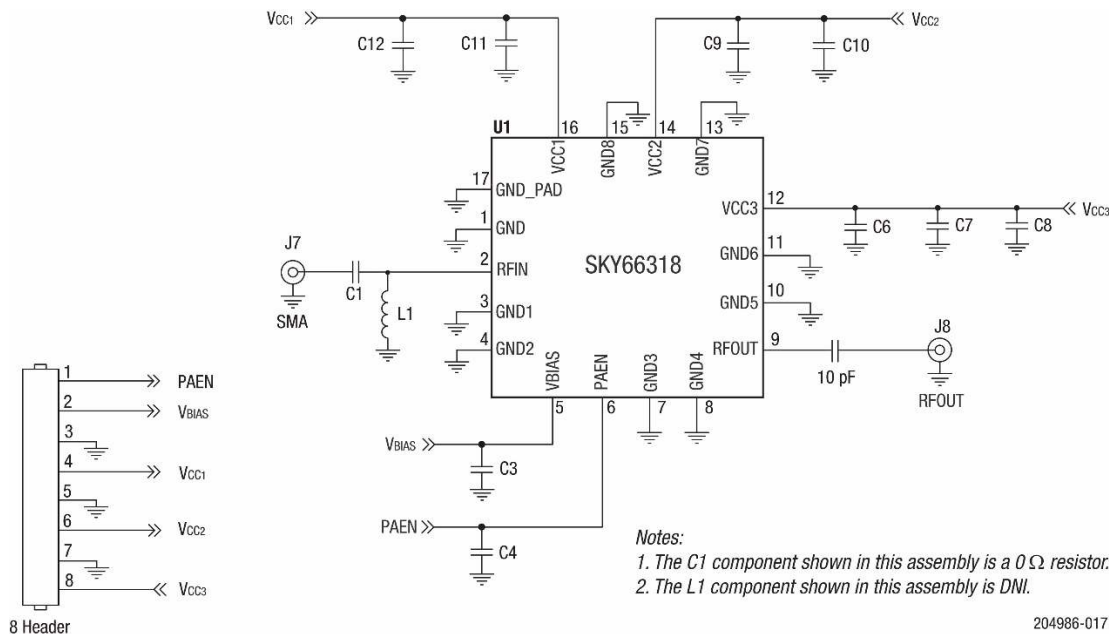 VCC1
C12
C11
C9
C10
VCC2
U1
16
15
14
13
VCC1
GND8
VCC2
GND7
17
GND_PAD
1
GND
2
RFIN
3
GND1
4
GND2
J7
SMA
C1
L1
SKY66318
VCC3
12
C6
C7
C8
VCC3
GND6
11
GND5
10
RFOUT
9
10 pF
J8
RFOUT
VBIAS
PAEN
GND3
GND4
5
6
7
8
VBIAS
C3
PAEN
C4
1
PAEN
2
VBIAS
3
4
VCC1
5
6
VCC2
7
8
VCC3
8 Header
Notes:
1. The C1 component shown in this assembly is a 0 Ω resistor.
2. The L1 component shown in this assembly is DNI.
204986-017